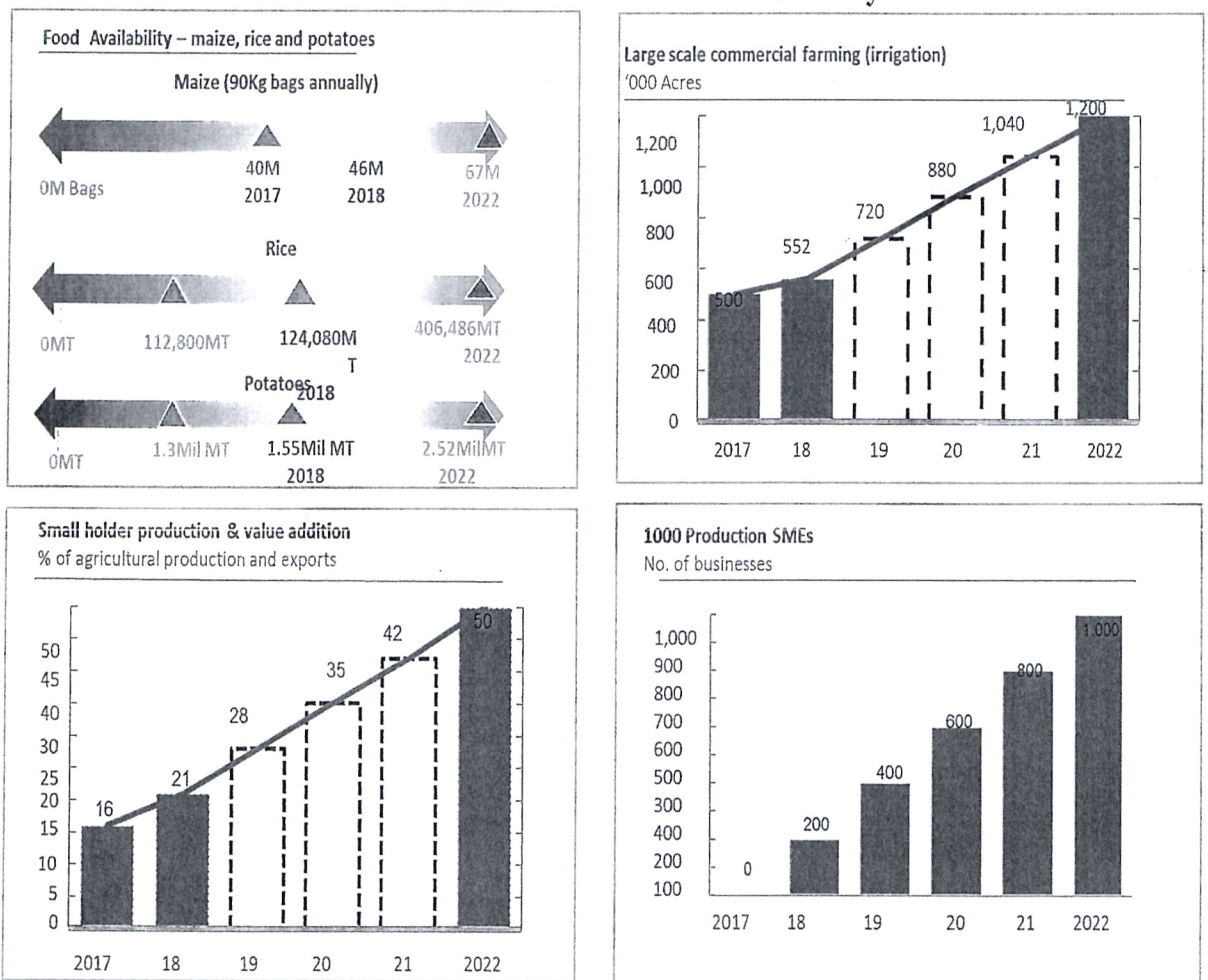 Food Availability – maize, rice and potatoes
Maize (90Kg bags annually)
0M Bags
40M
2017
46M
2018
67M
2022
Rice
0MT
112,800MT
124,080M
T
2018
406,486MT
2022
Potatoes
0MT
1.3Mil MT
1.55Mil MT
2018
2.52MilMT
2022
Large scale commercial farming (irrigation)
'000 Acres
1,200
1,000
800
600
400
200
0
500
552
720
880
1,040
1,200
2017 18 19 20 21 2022
Small holder production & value addition
% of agricultural production and exports
50
45
40
30
25
20
15
10
5
0
16
21
28
35
42
50
2017 18 19 20 21 2022
1000 Production SMEs
No. of businesses
1,000
900
800
700
600
500
300
400
200
100
0
200
400
600
800
1.000
2017 18 19 20 21 2022